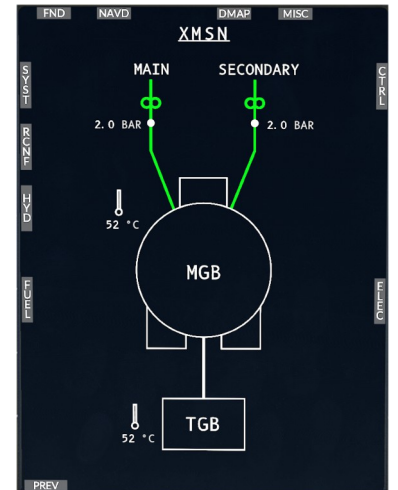 FND NAVD DMAP MISC
XMSN
SYST
CTRL
MAIN SECONDARY
2.0 BAR 2.0 BAR
RCNF
HYD
52 °C
MGB
FUEL
ELEC
TGB
52 °C
PREV